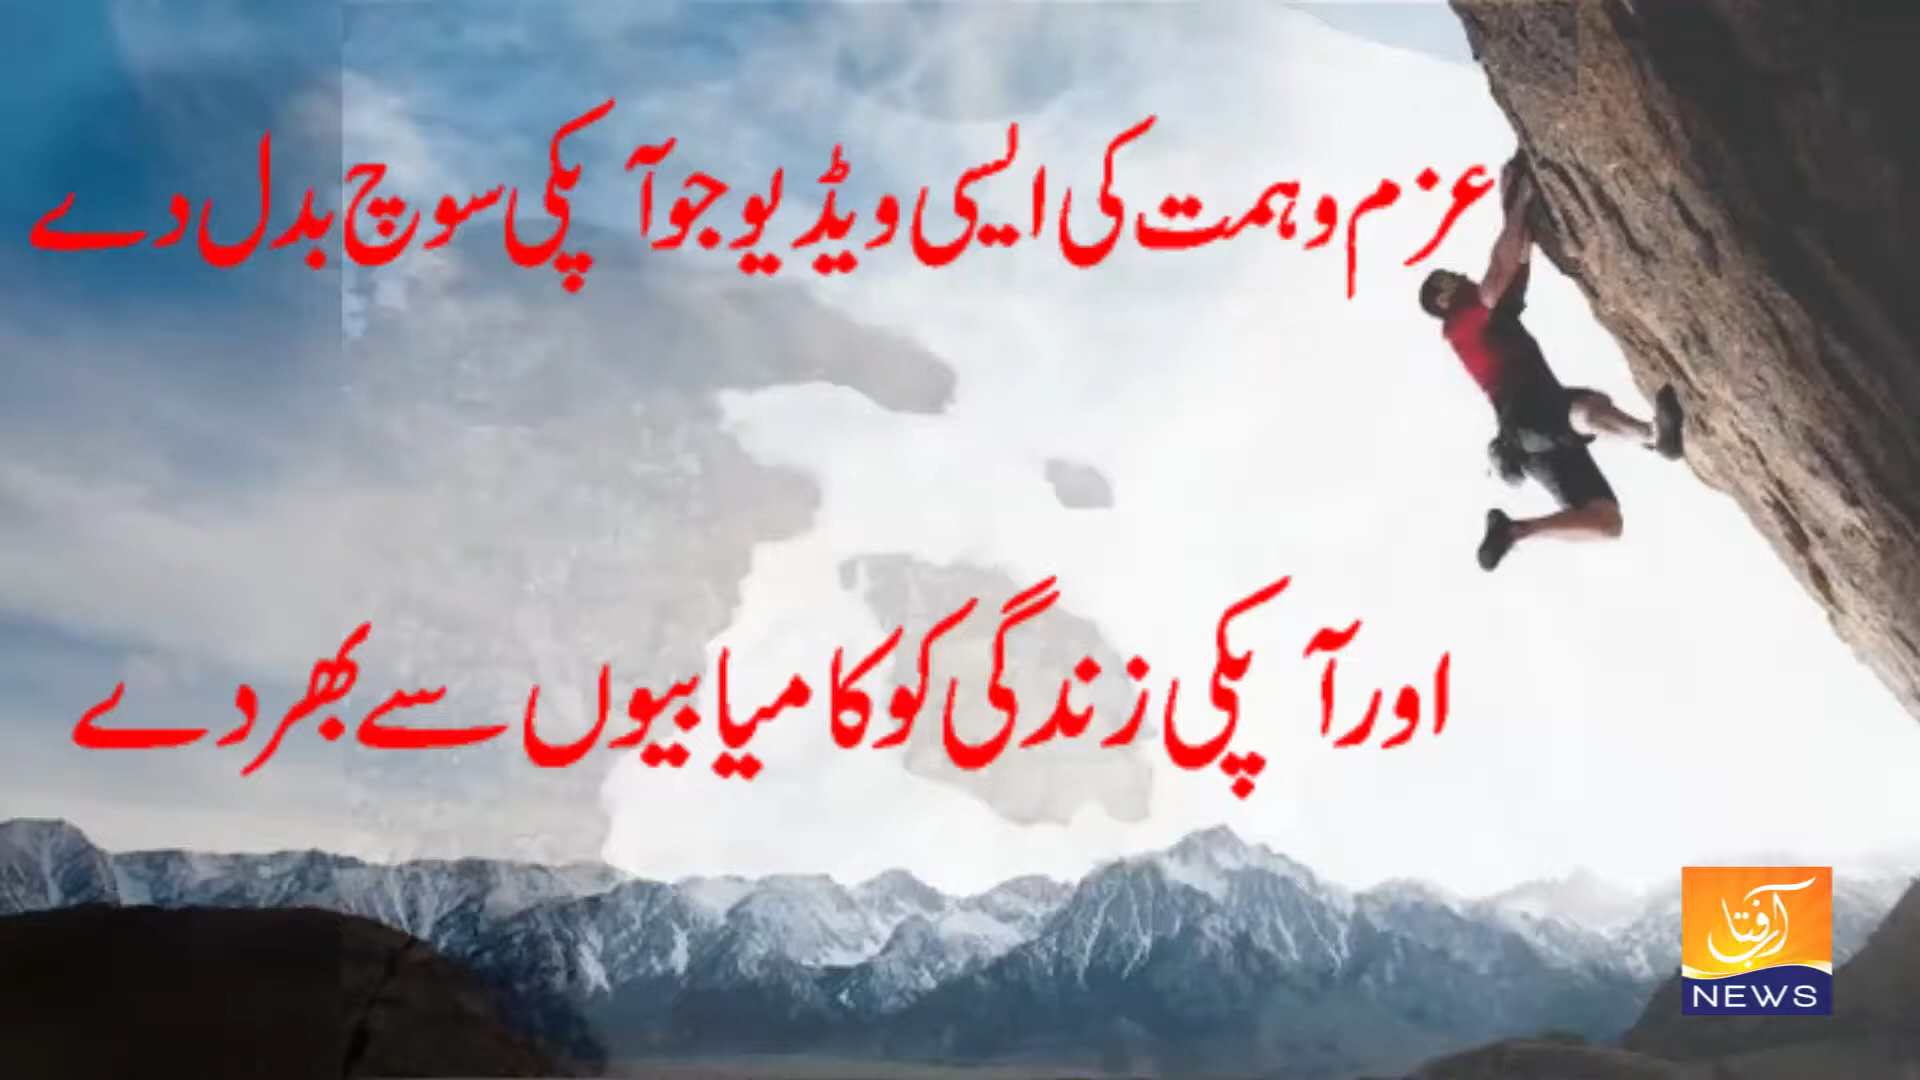 عزم و ہمت کی ایسی ویڈیو جو آپکی سوچ بدل دے
اور آپکی زندگی کو کامیابیوں سے بھر دے
آفتاب
NEWS